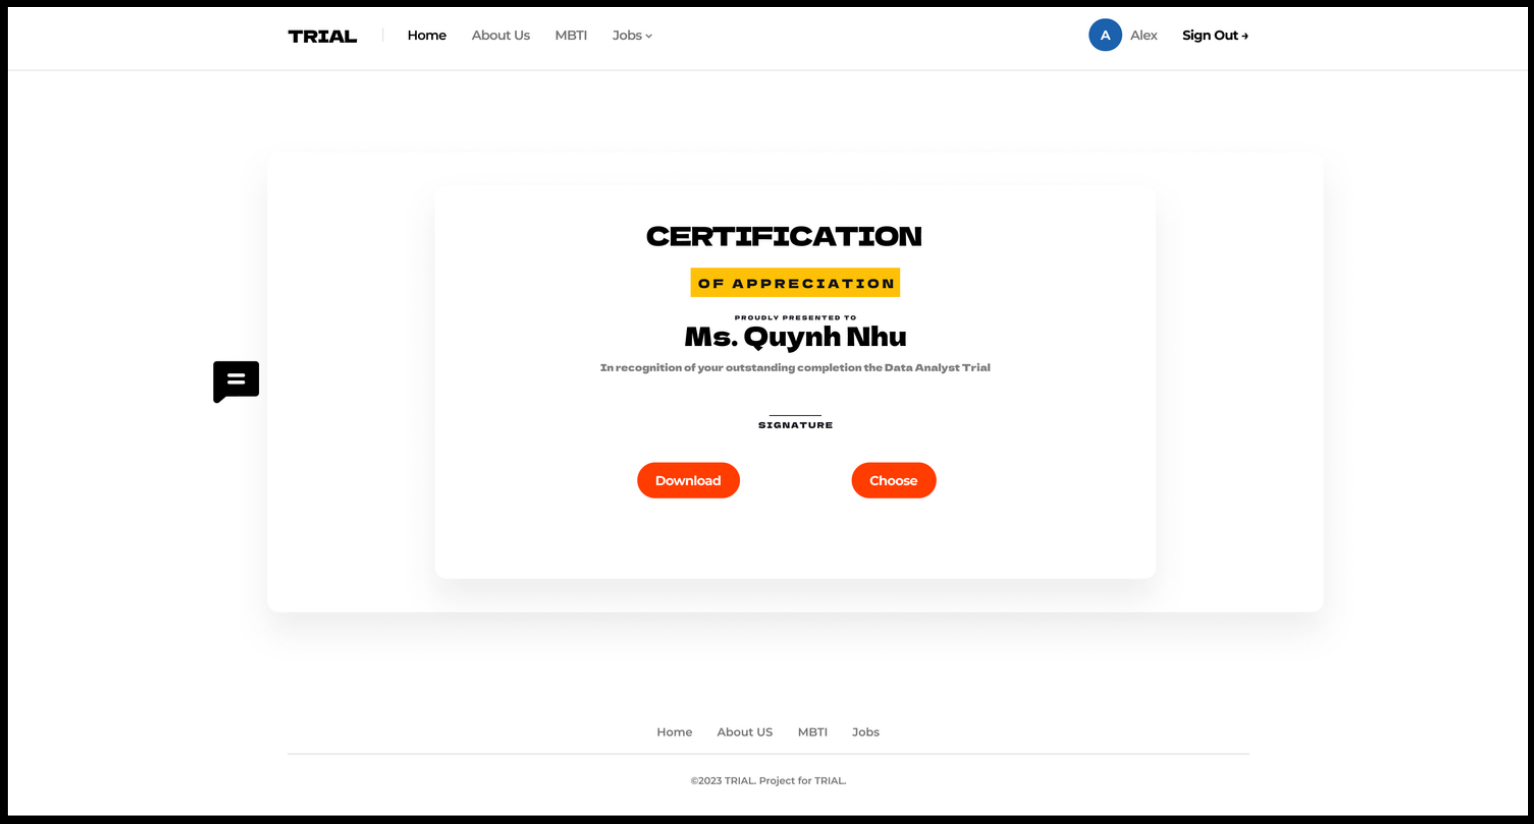 TRIAL Home About Us MBTI Jobs A Alex Sign Out →
CERTIFICATION
OF APPRECIATION
PROUDLY PRESENTED TO
Ms. Quynh Nhu
In recognition of your outstanding completion the Data Analyst Trial
SIGNATURE
Download Choose
Home About US MBTI Jobs
©2023 TRIAL. Project for TRIAL.